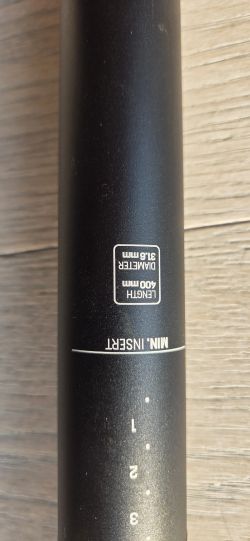 3
2
1
MIN. INSERT
LENGTH
400 mm
DIAMETER
31.6 mm